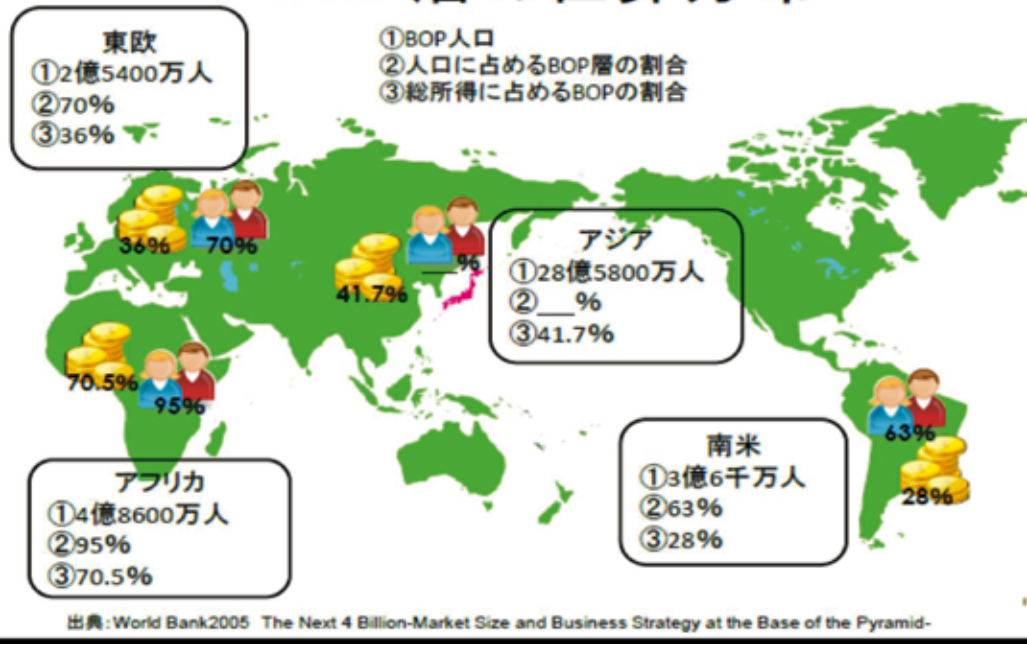 東欧
①2億5400万人
②70%
③36%
①BOP人口
②人口に占めるBOP層の割合
③総所得に占めるBOPの割合
36%
70%
41.7%
___%
アジア
①28億5800万人
②___%
③41.7%
70.5%
95%
アフリカ
①4億8600万人
②95%
③70.5%
63%
28%
南米
①3億6千万人
②63%
③28%
出典:World Bank2005 The Next 4 Billion-Market Size and Business Strategy at the Base of the Pyramid-